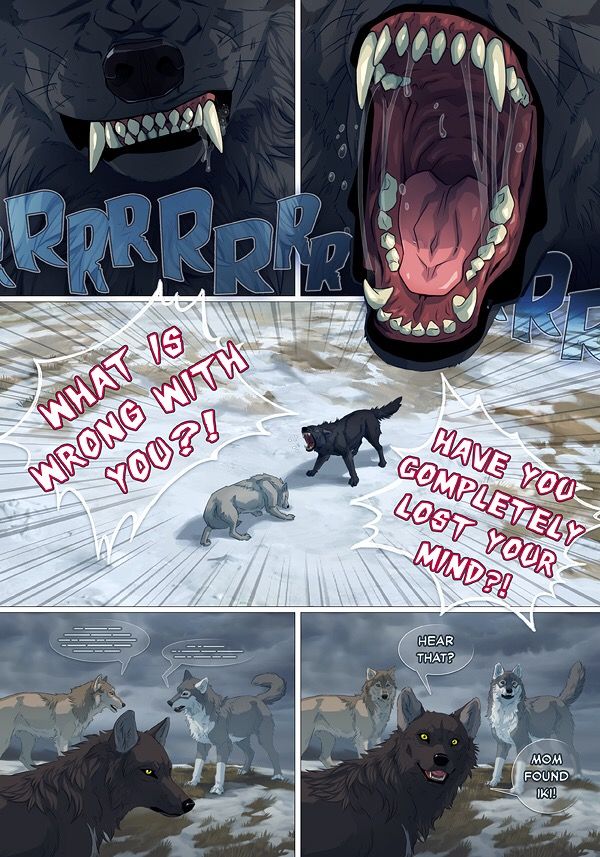 RRRRRRRRR
RR
WHAT IS
WRONG WITH
YOU?!
HAVE YOU
COMPLETELY
LOST YOUR
MIND?!
HEAR
THAT?
MOM
FOUND
IKI!